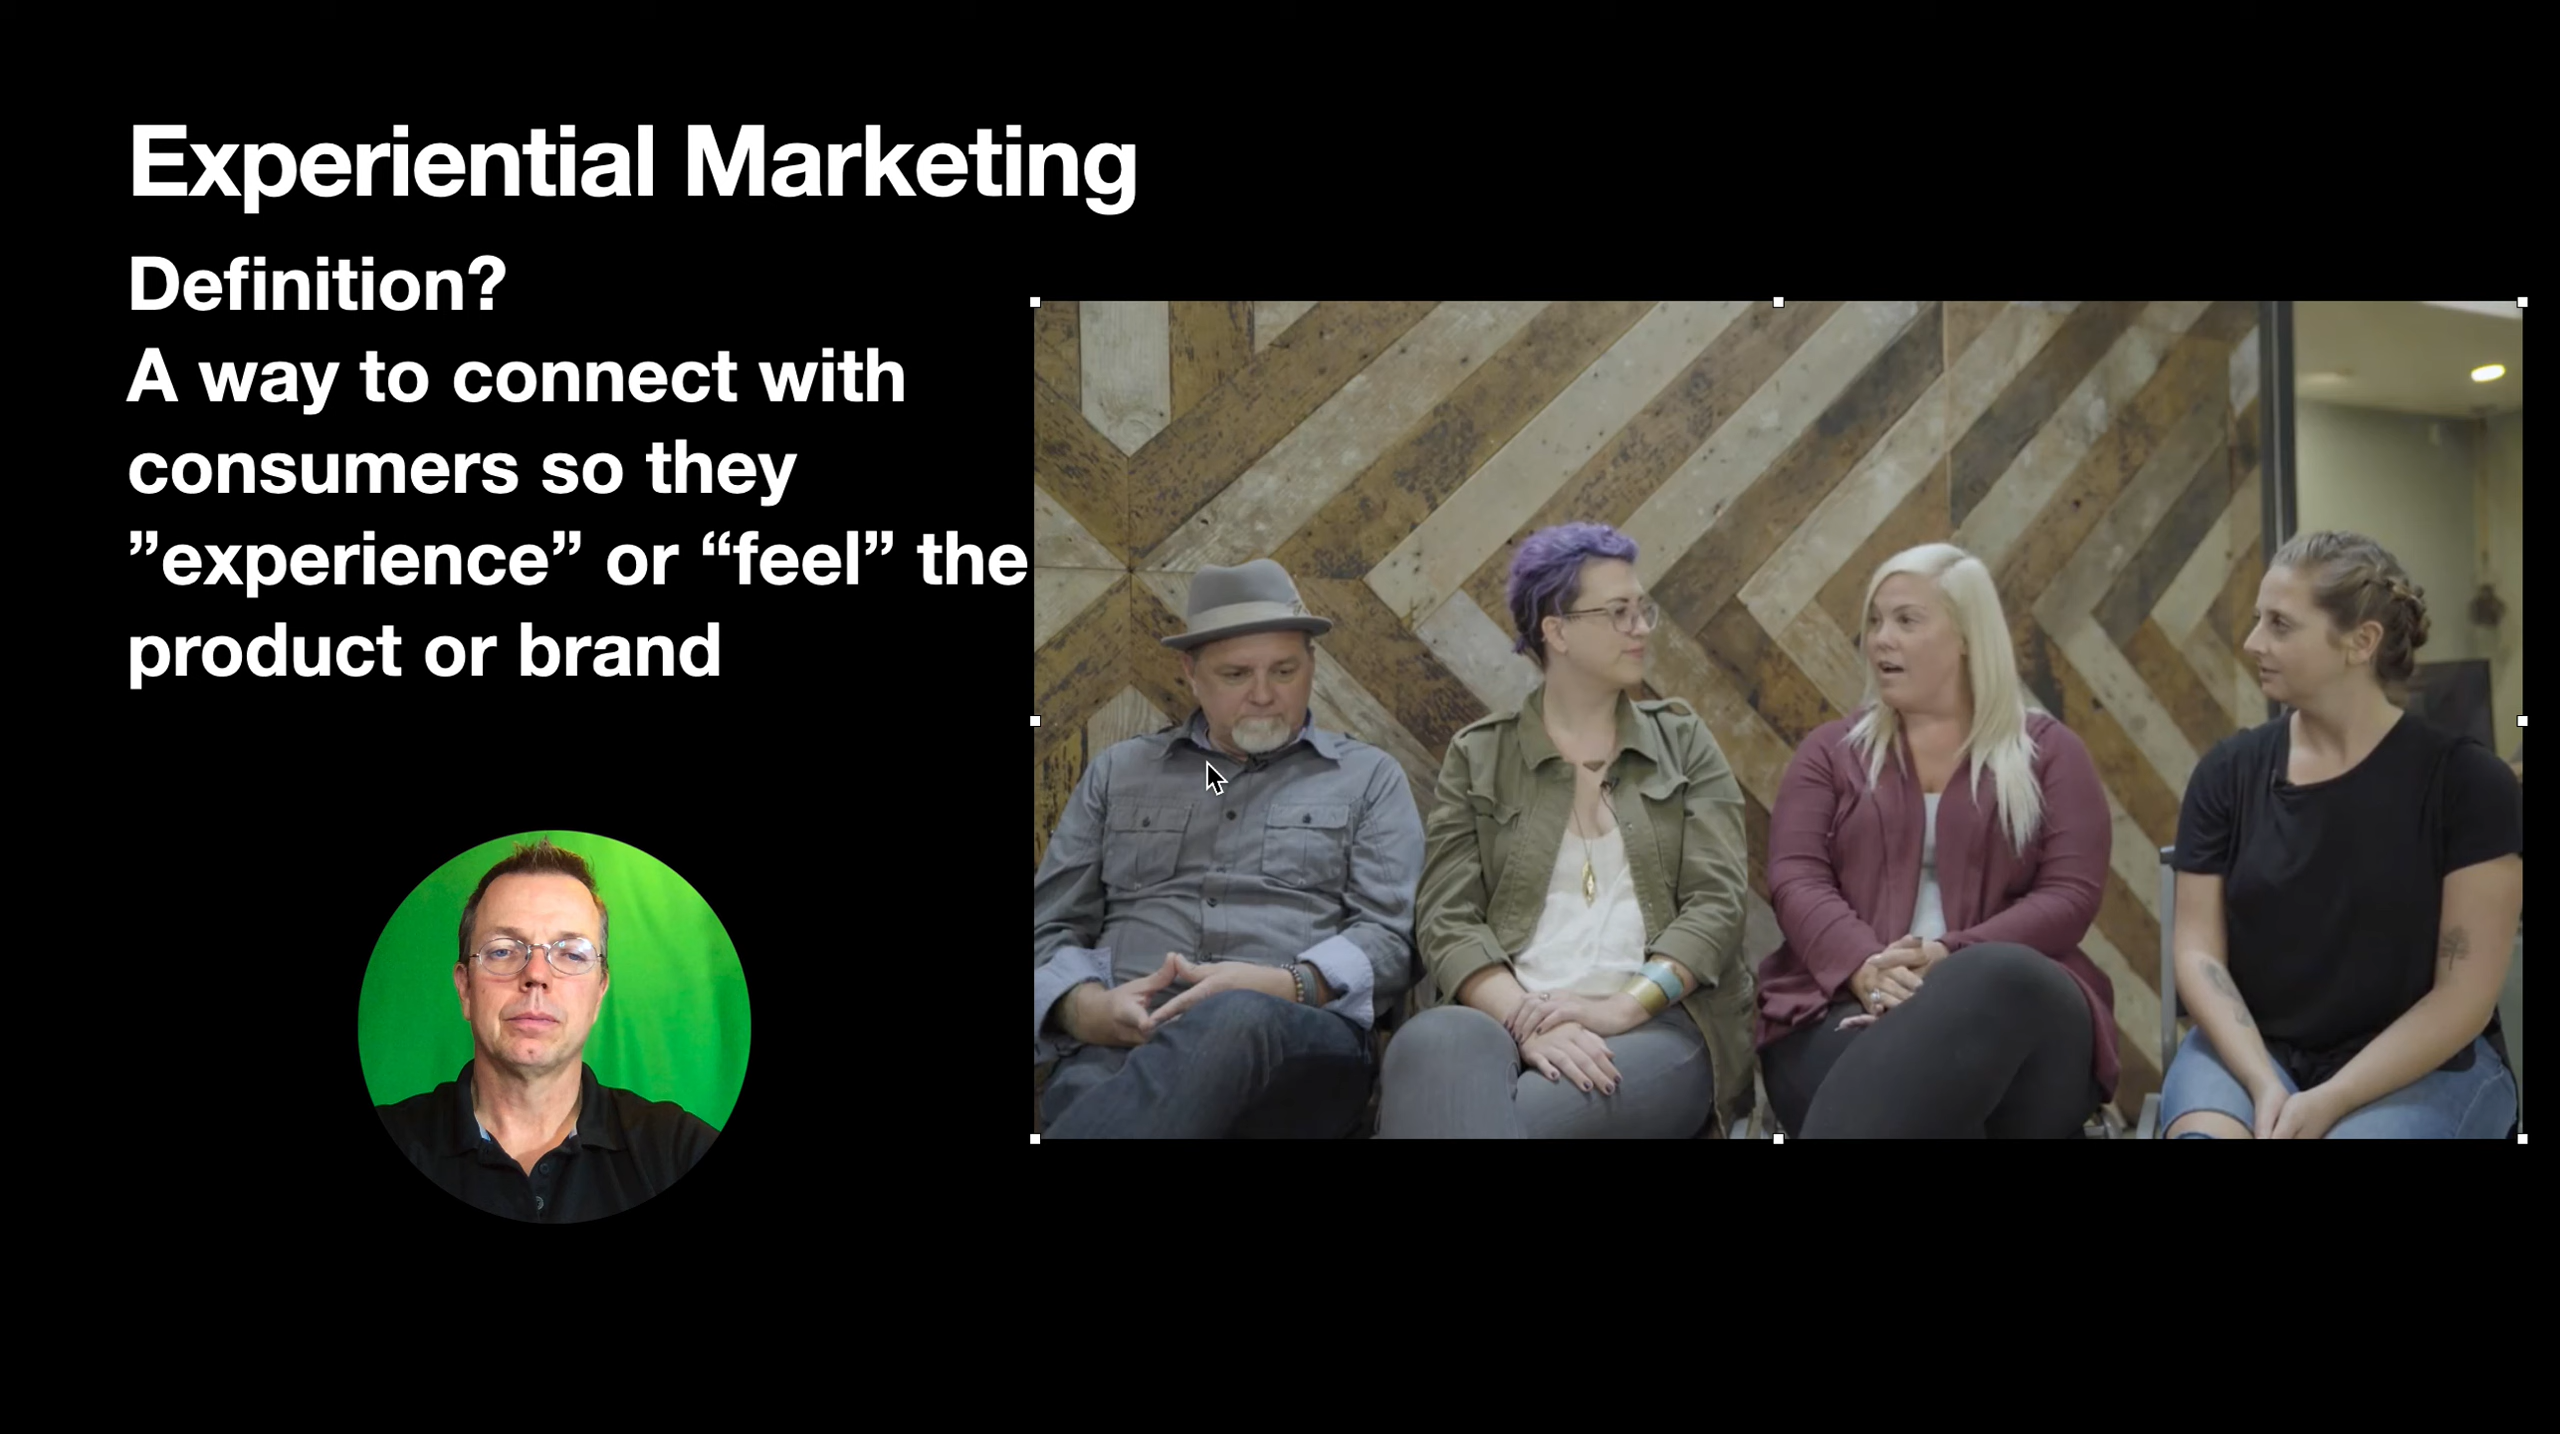 Experiential Marketing
Definition?
A way to connect with
consumers so they
”experience” or “feel” the
product or brand